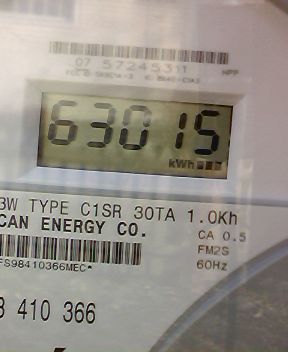 07 57245311 NPP
63015
kWh
3W TYPE C1SR 30TA 1.0Kh
CAN ENERGY CO.
CA 0.5
FM2S
60Hz
FS98410366MEC*
3 410 366